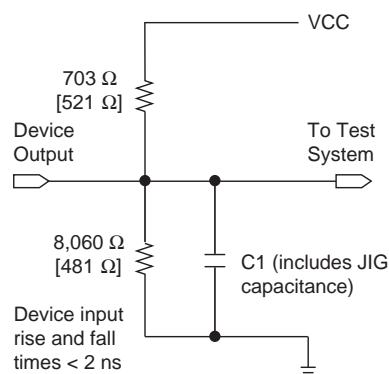 VCC
703 Ω
[521 Ω]
Device
Output
To Test
System
8,060 Ω
[481 Ω]
C1 (includes JIG
capacitance)
Device input
rise and fall
times < 2 ns